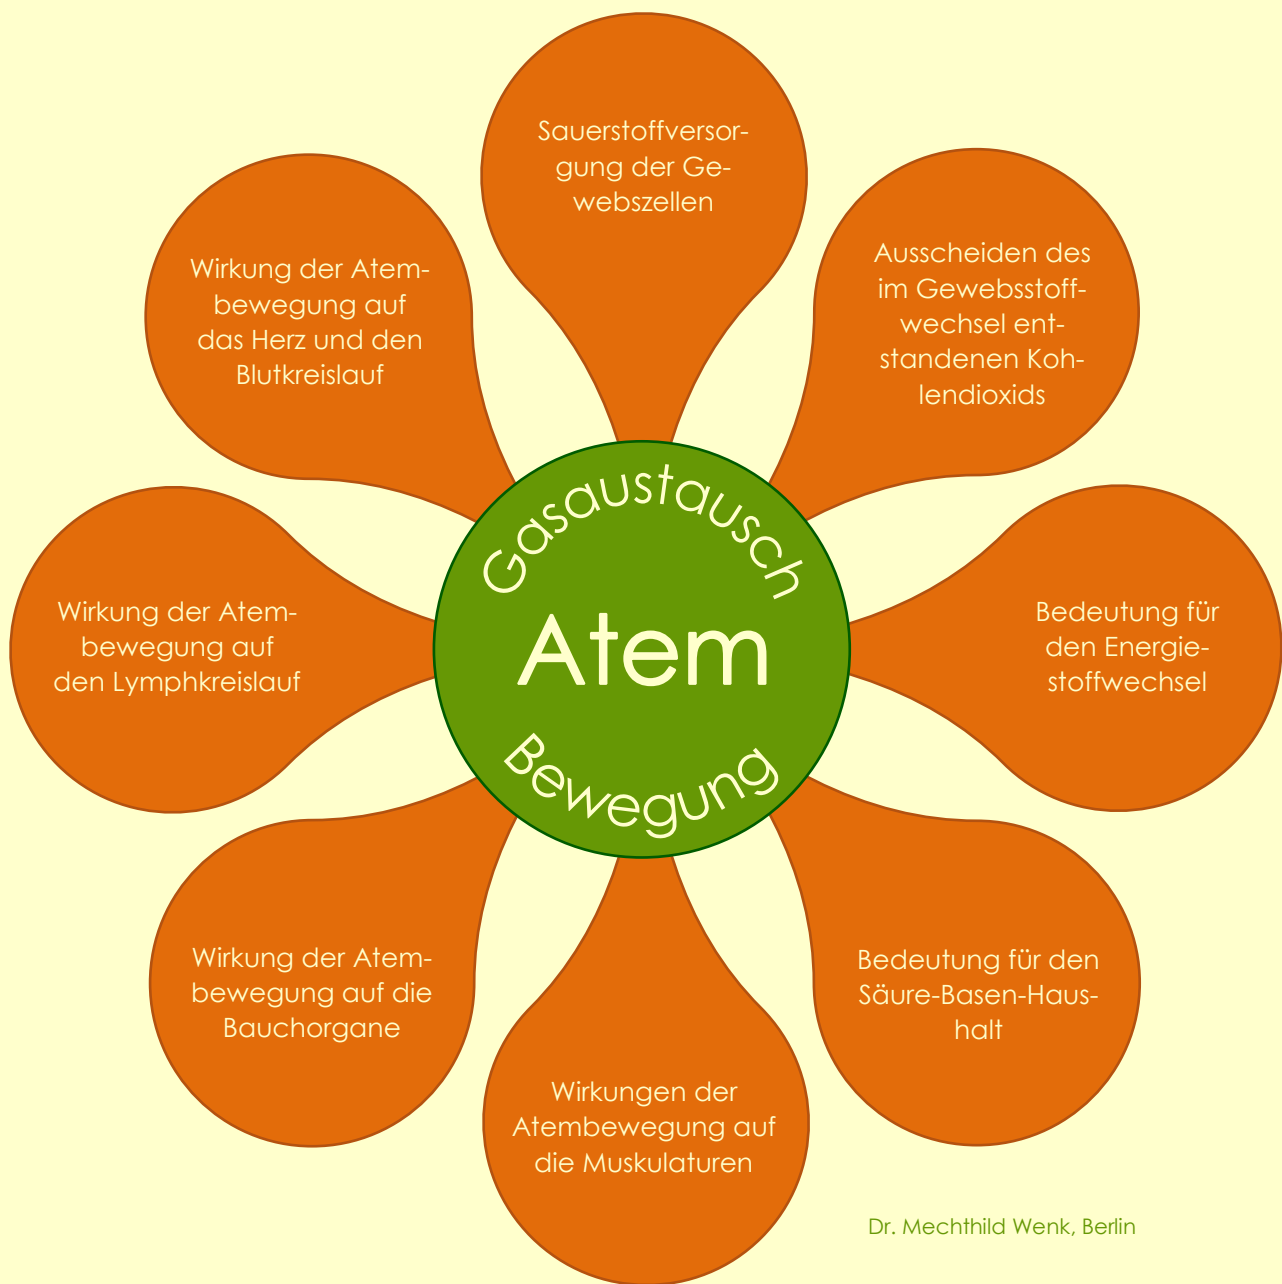 Sauerstoffversor-
gung der Ge-
webszellen
Ausscheiden des
im Gewebsstoff-
wechsel ent-
standenen Koh-
lendioxids
Bedeutung für
den Energie-
stoffwechsel
Bedeutung für den
Säure-Basen-Haus-
halt
Wirkungen der
Atembewegung auf
die Muskulaturen
Wirkung der Atem-
bewegung auf die
Bauchorgane
Wirkung der Atem-
bewegung auf
den Lymphkreislauf
Wirkung der Atem-
bewegung auf
das Herz und den
Blutkreislauf
Gasaustausch
Atem
Bewegung
Dr. Mechthild Wenk, Berlin